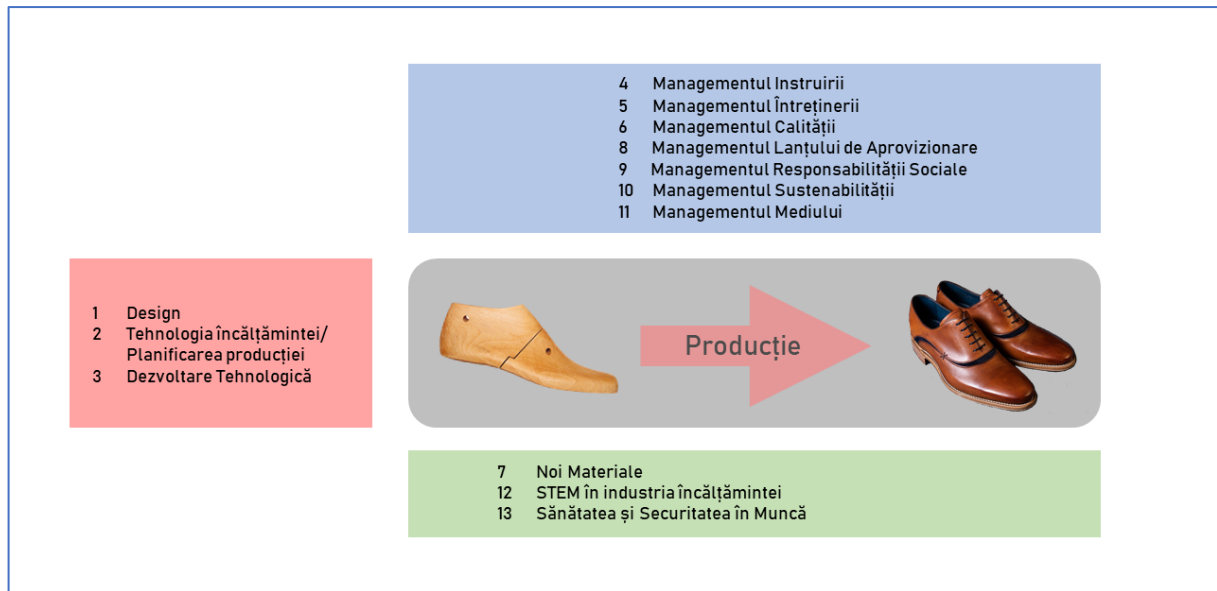 4 Managementul Instruirii
5 Managementul Întreținerii
6 Managementul Calității
8 Managementul Lanțului de Aprovizionare
9 Managementul Responsabilității Sociale
10 Managementul Sustenabilității
11 Managementul Mediului
1 Design
2 Tehnologia încălțămintei/
Planificarea producției
3 Dezvoltare Tehnologică
Producție
7 Noi Materiale
12 STEM în industria încălțămintei
13 Sănătatea și Securitatea în Muncă